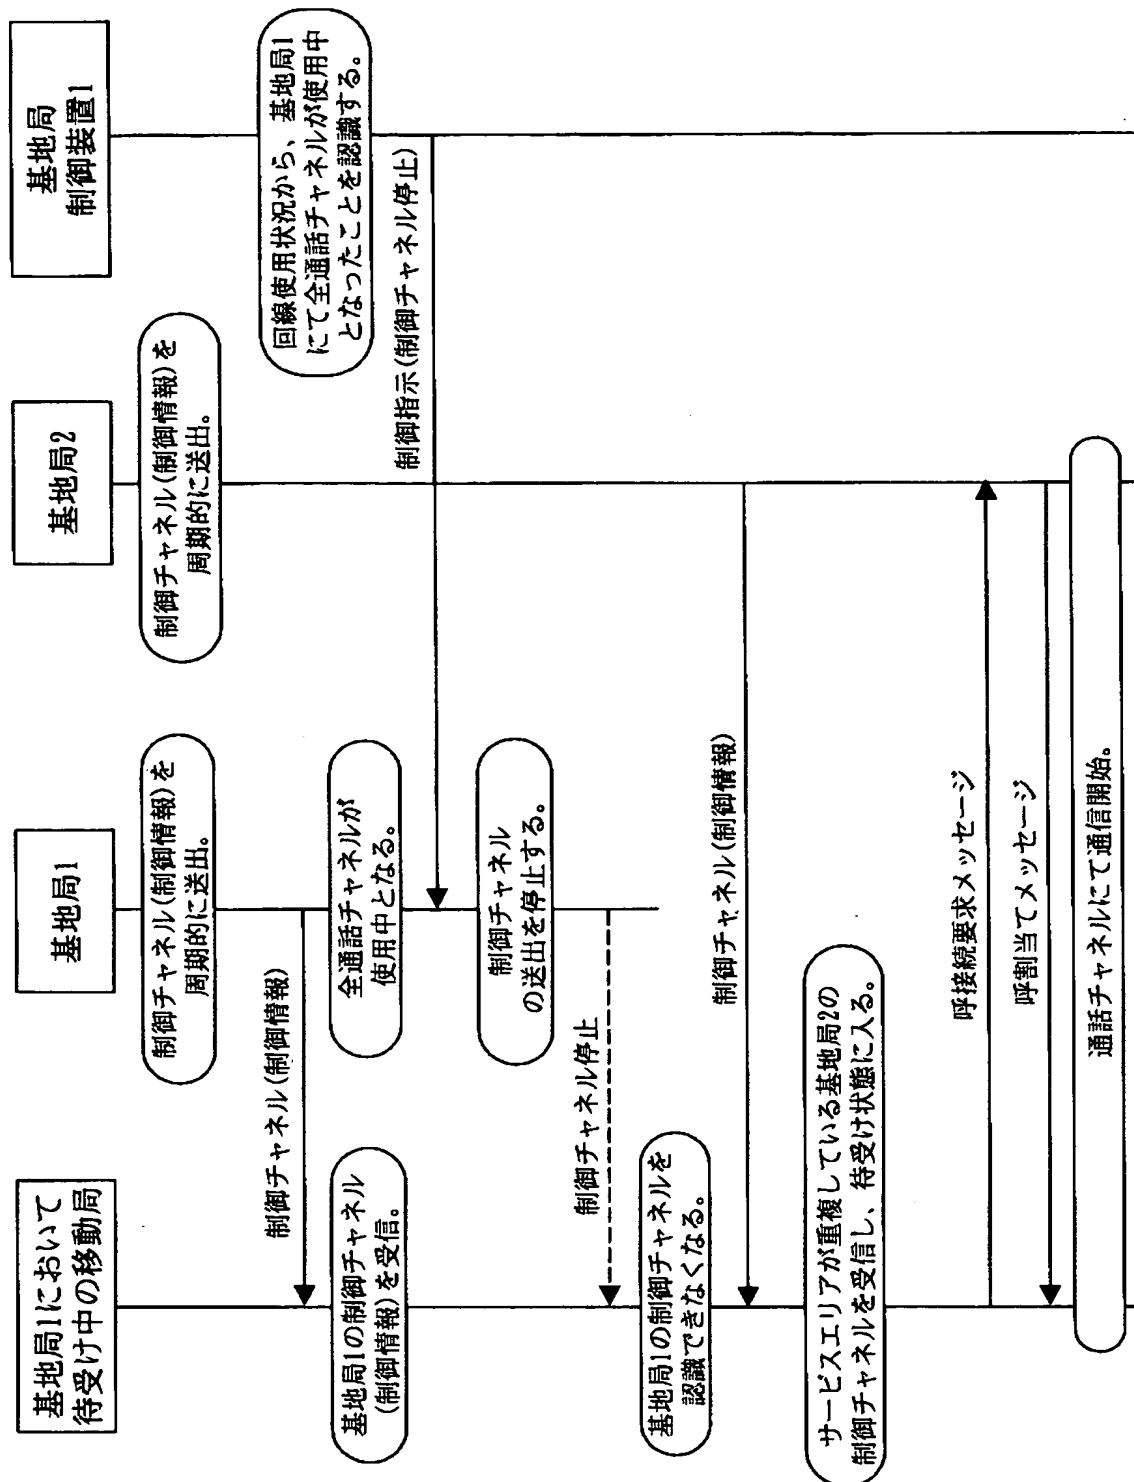 基地局1において
待受け中の移動局
基地局1
基地局2
基地局
制御装置1
制御チャネル(制御情報)を
周期的に送出。
制御チャネル(制御情報)を
周期的に送出。
回線使用状況から、基地局1
にて全通話チャネルが使用中
となったことを認識する。
制御チャネル(制御情報)
基地局1の制御チャネル
(制御情報)を受信。
全通話チャネルが
使用中となる。
制御指示(制御チャネル停止)
制御チャネル
の送出を停止する。
制御チャネル停止
基地局1の制御チャネルを
認識できなくなる。
制御チャネル(制御情報)
サービスエリアが重複している基地局2の
制御チャネルを受信し、待受け状態に入る。
呼接続要求メッセージ
呼割当てメッセージ
通話チャネルにて通信開始。